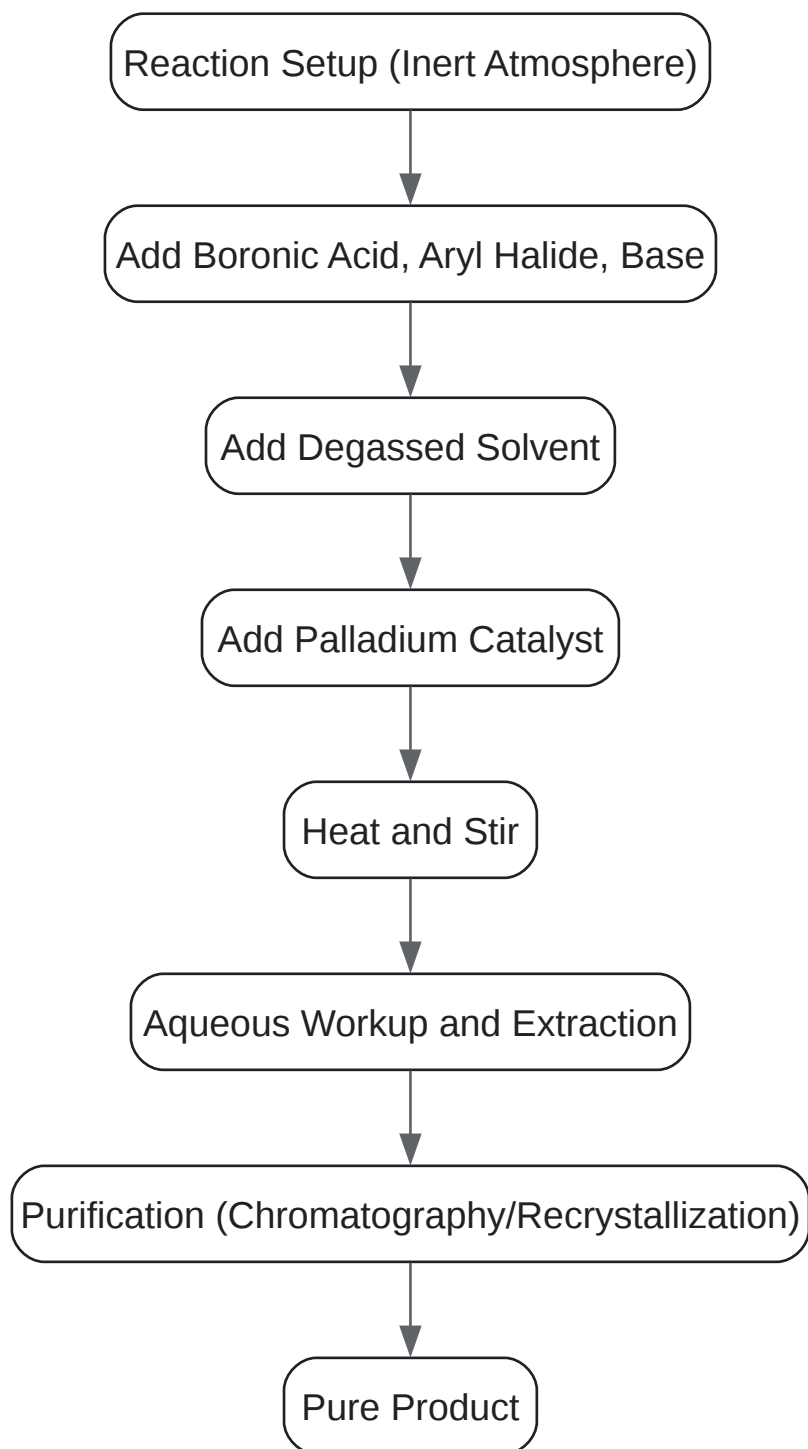 Reaction Setup (Inert Atmosphere)
Add Boronic Acid, Aryl Halide, Base
Add Degassed Solvent
Add Palladium Catalyst
Heat and Stir
Aqueous Workup and Extraction
Purification (Chromatography/Recrystallization)
Pure Product